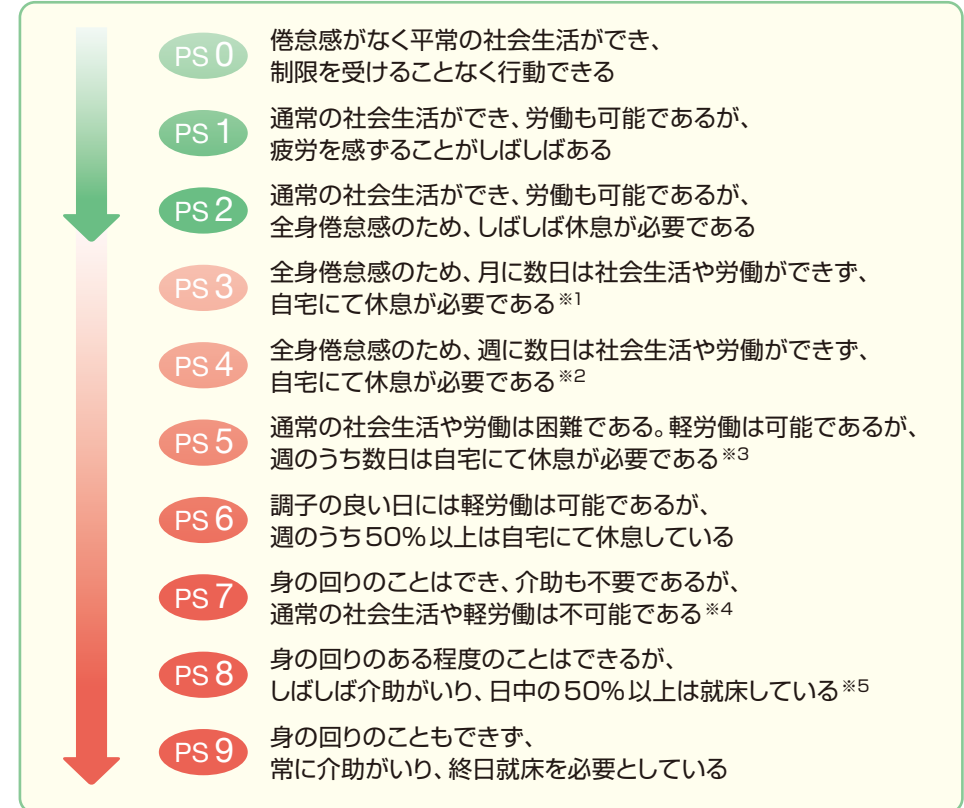 PS 0
倦怠感がなく平常の社会生活ができ、
制限を受けることなく行動できる
PS 1
通常の社会生活ができ、労働も可能であるが、
疲労を感ずることがしばしばある
PS 2
通常の社会生活ができ、労働も可能であるが、
全身倦怠感のため、しばしば休息が必要である
PS 3
全身倦怠感のため、月に数日は社会生活や労働ができず、
自宅にて休息が必要である※1
PS 4
全身倦怠感のため、週に数日は社会生活や労働ができず、
自宅にて休息が必要である※2
PS 5
通常の社会生活や労働は困難である。軽労働は可能であるが、
週のうち数日は自宅にて休息が必要である※3
PS 6
調子の良い日には軽労働は可能であるが、
週のうち50%以上は自宅にて休息している
PS 7
身の回りのことはでき、介助も不要であるが、
通常の社会生活や軽労働は不可能である※4
PS 8
身の回りのある程度のことはできるが、
しばしば介助がいり、日中の50%以上は就床している※5
PS 9
身の回りのこともできず、
常に介助がいり、終日就床を必要としている